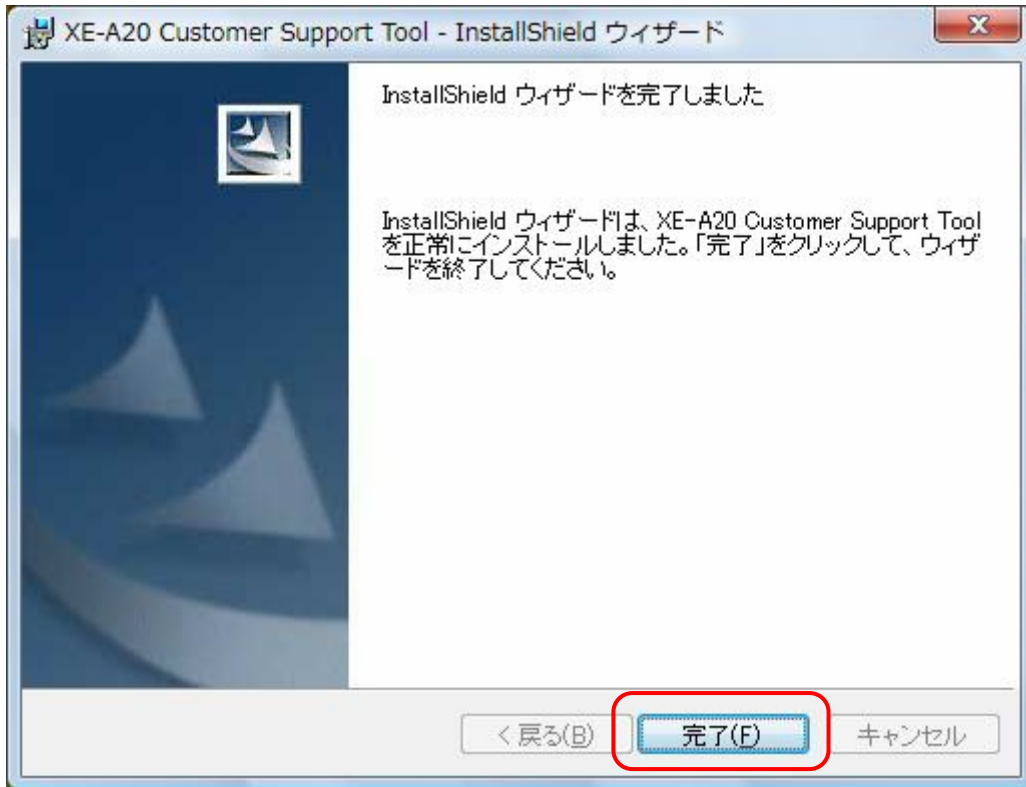 XE-A20 Customer Support Tool - InstallShield ウィザード
InstallShield ウィザードを完了しました
InstallShield ウィザードは、XE-A20 Customer Support Tool
を正常にインストールしました。「完了」をクリックして、ウィザ
ードを終了してください。
< 戻る(B)
完了(F)
キャンセル